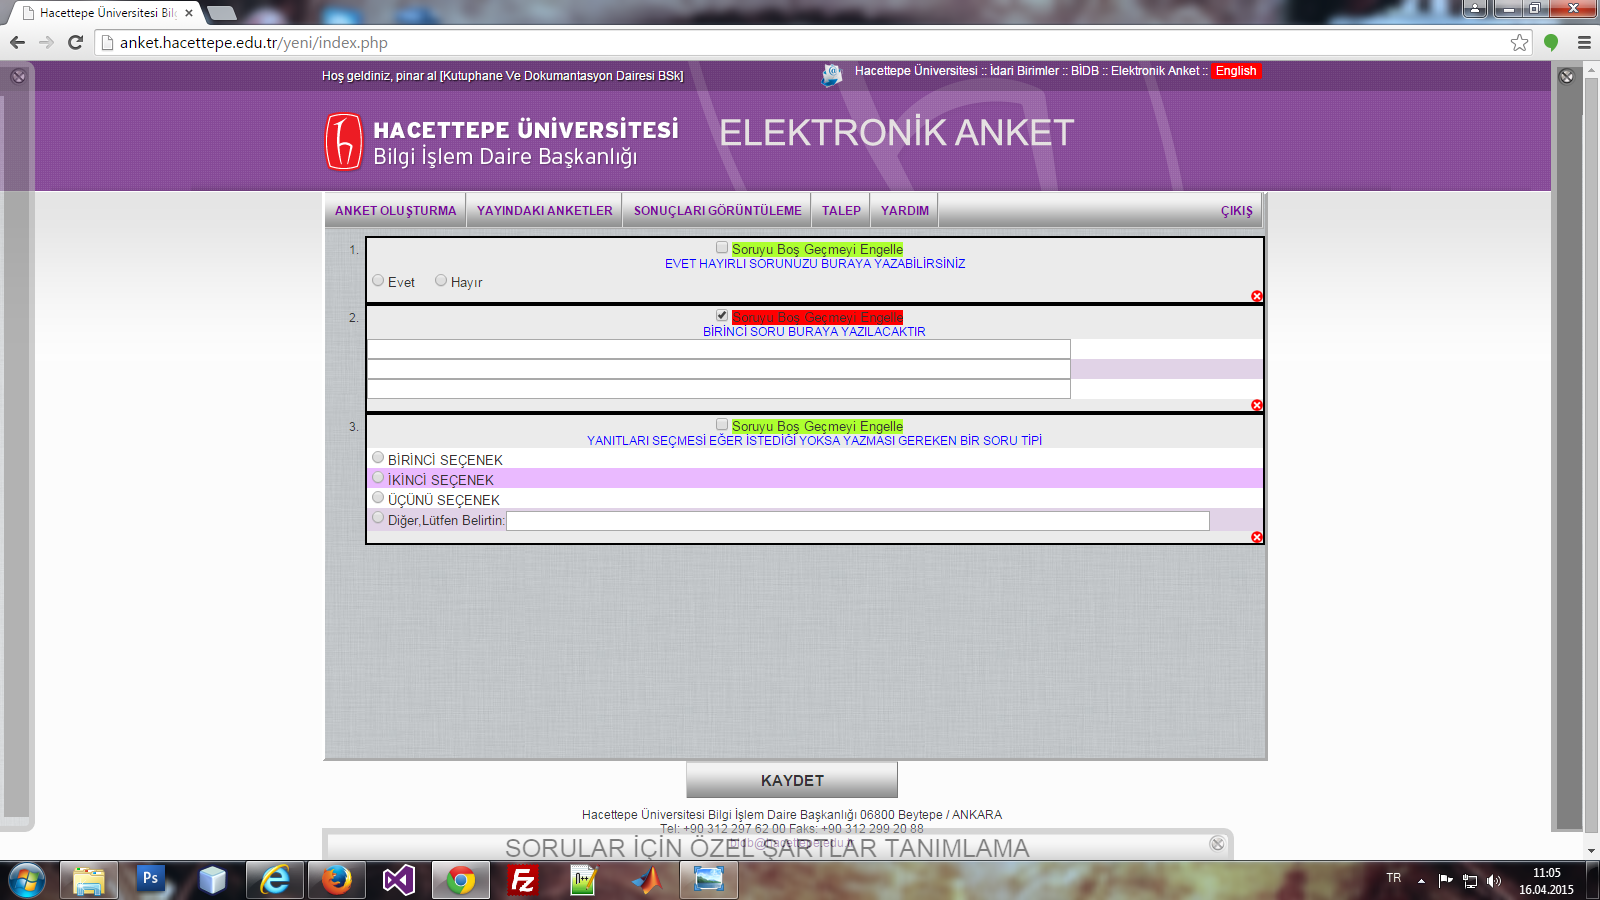 Hacettepe Üniversitesi Bilg
anket.hacettepe.edu.tr/yeni/index.php
Hoş geldiniz, pinar al [Kutuphane Ve Dokumantasyon Dairesi BSk]
Hacettepe Üniversitesi :: İdari Birimler :: BİDB :: Elektronik Anket :: English
HACETTEPE ÜNİVERSİTESİ
Bilgi İşlem Daire Başkanlığı
ELEKTRONİK ANKET
ANKET OLUŞTURMA YAYINDAKI ANKETLER SONUÇLARI GÖRÜNTÜLEME TALEP YARDIM ÇIKIŞ
1. Soruyu Boş Geçmeyi Engelle
EVET HAYIRLI SORUNUZU BURAYA YAZABİLİRSİNİZ
Evet Hayır
2. Soruyu Boş Geçmeyi Engelle
BİRİNCİ SORU BURAYA YAZILACAKTIR
3. Soruyu Boş Geçmeyi Engelle
YANITLARI SEÇMESİ EĞER İSTEDİĞİ YOKSA YAZMASI GEREKEN BİR SORU TİPİ
BİRİNCİ SEÇENEK
İKİNCİ SEÇENEK
ÜÇÜNÜ SEÇENEK
Diğer,Lütfen Belirtin:
KAYDET
Hacettepe Üniversitesi Bilgi İşlem Daire Başkanlığı 06800 Beytepe / ANKARA
Tel: +90 312 297 62 00 Faks: +90 312 299 20 88
bidb@hacettepe.edu.tr
SORULAR İÇİN ÖZEL ŞARTLAR TANIMLAMA
Ps
TR
11:05
16.04.2015